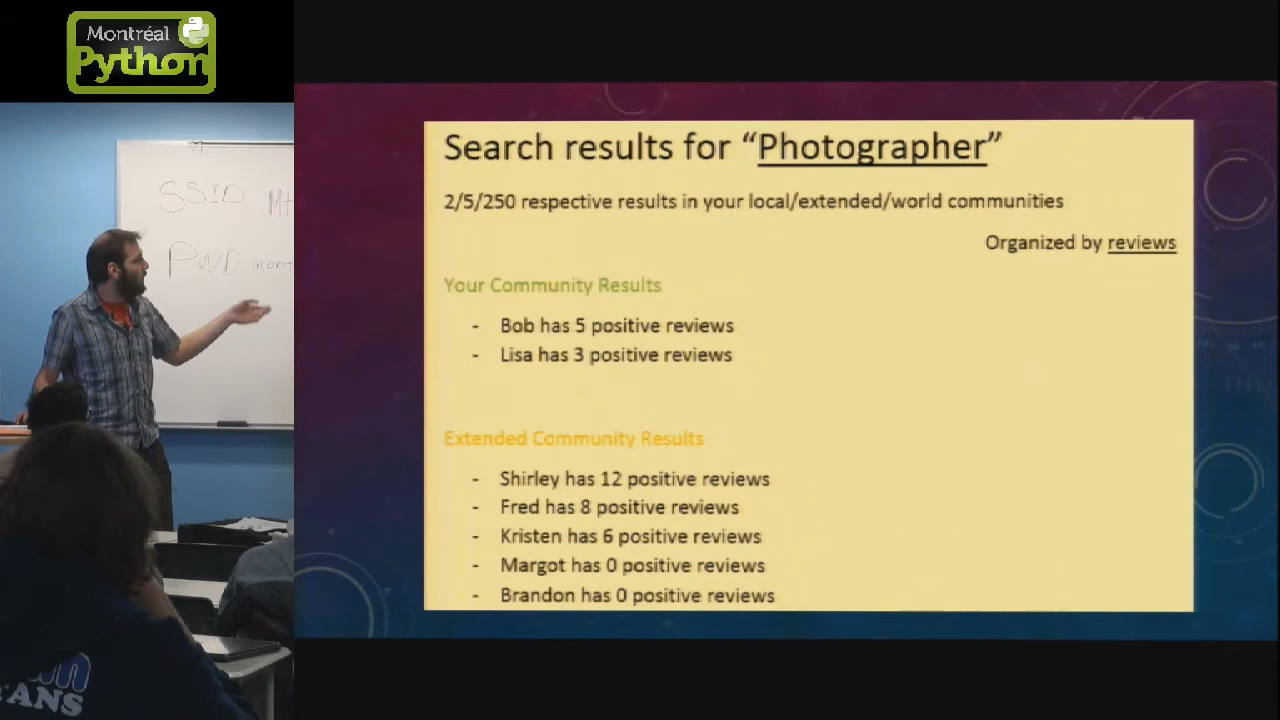 Montréal
Python
SSID
PWD
Search results for “Photographer”
2/5/250 respective results in your local/extended/world communities
Organized by reviews
Your Community Results
- Bob has 5 positive reviews
- Lisa has 3 positive reviews
Extended Community Results
- Shirley has 12 positive reviews
- Fred has 8 positive reviews
- Kristen has 6 positive reviews
- Margot has 0 positive reviews
- Brandon has 0 positive reviews
ANS